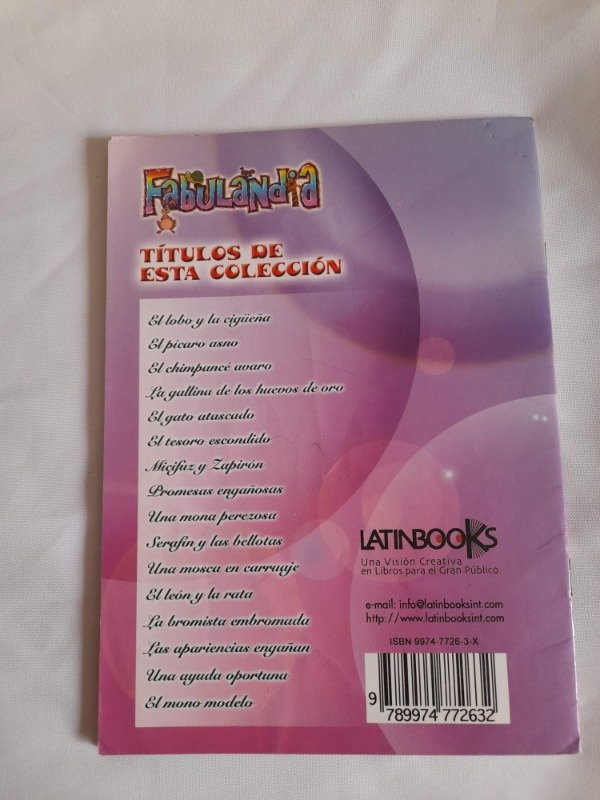 FABULANDIA
TÍTULOS DE
ESTA COLECCIÓN
El lobo y la cigüeña
El pícaro asno
El chimpancé avaro
La gallina de los huevos de oro
El gato atascado
El tesoro escondido
Miçifuz y Zapirón
Promesas engañosas
Una mona perezosa
Serafín y las bellotas
Una mosca en carruaje
El león y la rata
La bromista embromada
Las apariencias engañan
Una ayuda oportuna
El mono modelo
LATINBOOKS
Una Visión Creativa
en Libros para el Gran Público
e-mail: info@latinbooksint.com
http://www.latinbooksint.com
ISBN 9974-7726-3-X
9 789974 772632